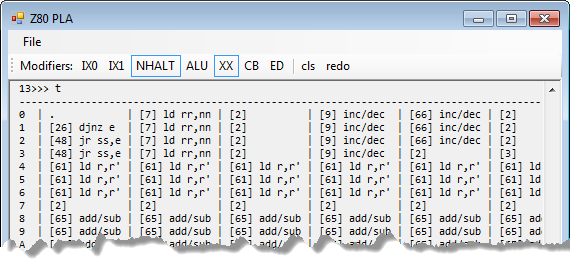 Z80 PLA
File
Modifiers: IX0 IX1 NHALT ALU XX CB ED cls redo
13>>> t
--------------------------------------------------------------------------------
0 | . | [7] ld rr,nn | [2] | [9] inc/dec | [66] inc/dec | [2]
1 | [26] djnz e | [7] ld rr,nn | [2] | [9] inc/dec | [66] inc/dec | [2]
2 | [48] jr ss,e | [7] ld rr,nn | [2] | [9] inc/dec | [66] inc/dec | [2]
3 | [48] jr ss,e | [7] ld rr,nn | [2] | [9] inc/dec | [2] | [3]
4 | [61] ld r,r' | [61] ld r,r' | [61] ld r,r' | [61] ld r,r' | [61] ld r,r' | [61] ld
5 | [61] ld r,r' | [61] ld r,r' | [61] ld r,r' | [61] ld r,r' | [61] ld r,r' | [61] ld
6 | [61] ld r,r' | [61] ld r,r' | [61] ld r,r' | [61] ld r,r' | [61] ld r,r' | [61] ld
7 | [2] | [2] | [2] | [2] | [2] | [2]
8 | [65] add/sub | [65] add/sub | [65] add/sub | [65] add/sub | [65] add/sub | [65] add
9 | [65] add/sub | [65] add/sub | [65] add/sub | [65] add/sub | [65] add/sub | [65] add
A